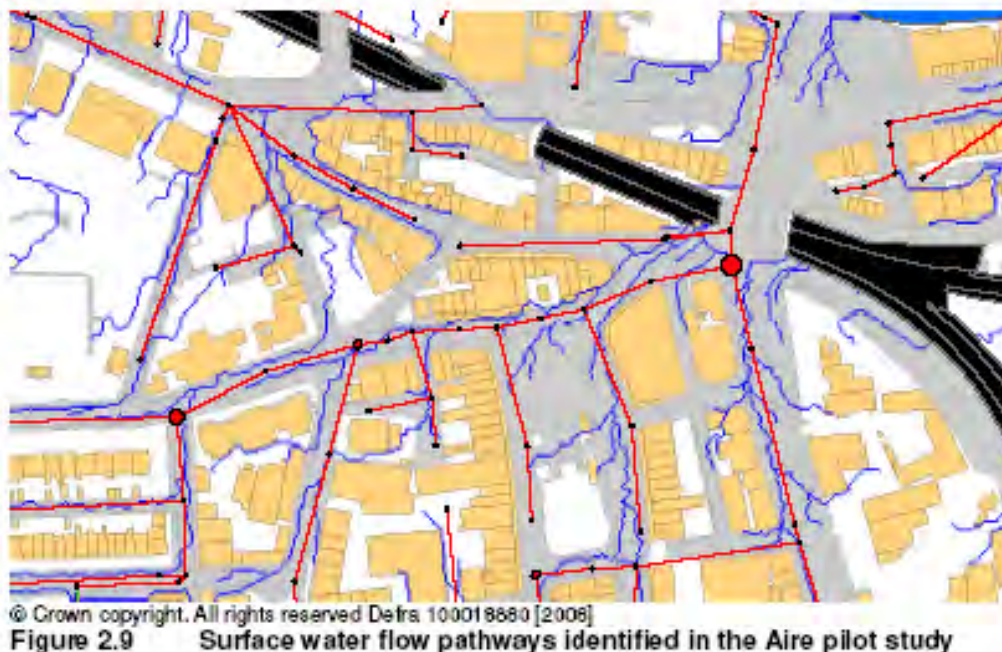 © Crown copyright. All rights reserved Defra 100018880 [2006]
Figure 2.9 Surface water flow pathways identified in the Aire pilot study